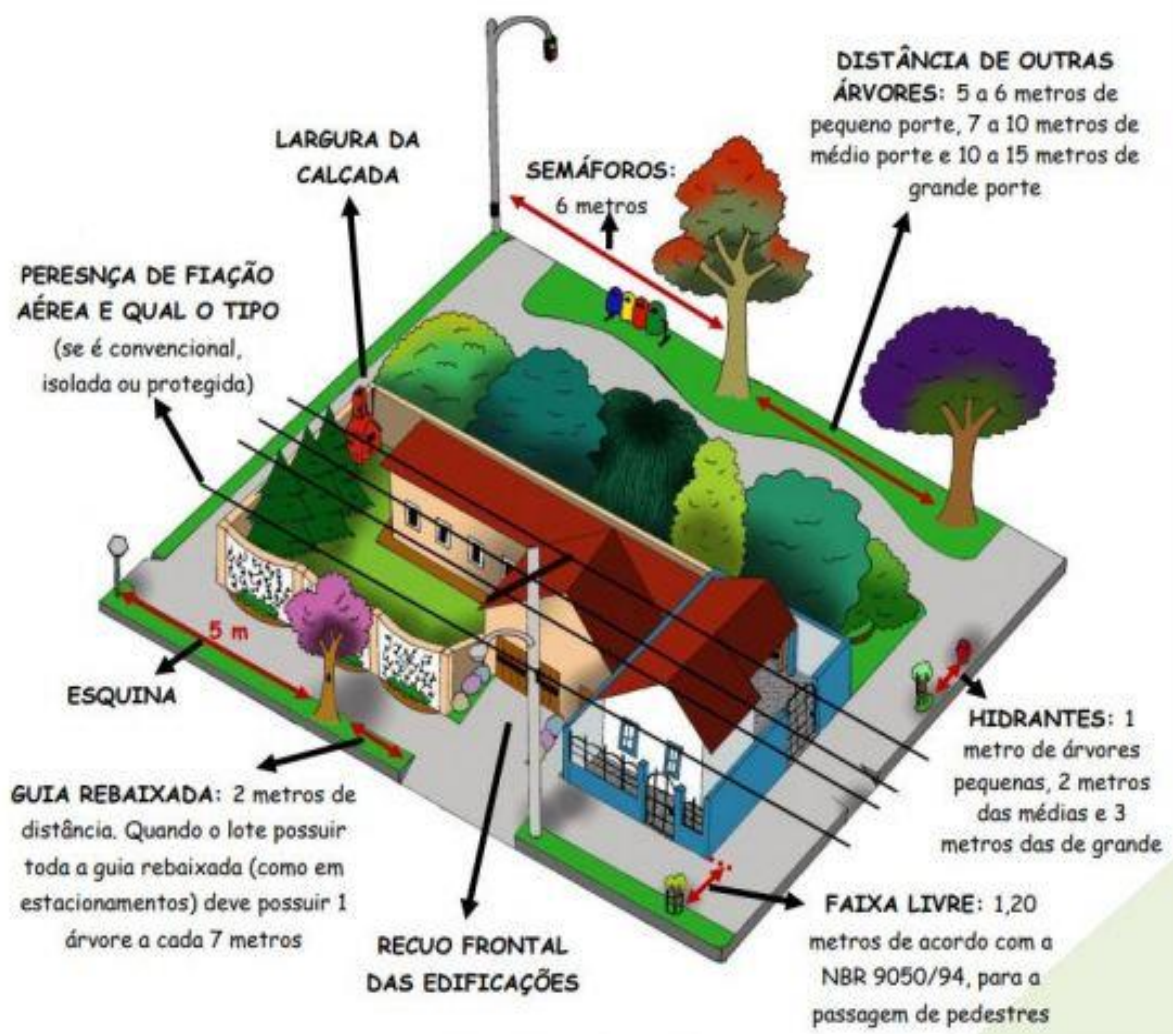 DISTÂNCIA DE OUTRAS
ÁRVORES: 5 a 6 metros de
pequeno porte, 7 a 10 metros de
médio porte e 10 a 15 metros de
grande porte
LARGURA DA
CALÇADA
SEMÁFOROS:
6 metros
PERESNÇA DE FIAÇÃO
AÉREA E QUAL O TIPO
(se é convencional,
isolada ou protegida)
5 m
ESQUINA
GUIA REBAIXADA: 2 metros de
distância. Quando o lote possuir
toda a guia rebaixada (como em
estacionamentos) deve possuir 1
árvore a cada 7 metros
RECUO FRONTAL
DAS EDIFICAÇÕES
HIDRANTES: 1
metro de árvores
pequenas, 2 metros
das médias e 3
metros das de grande
FAIXA LIVRE: 1,20
metros de acordo com a
NBR 9050/94, para a
passagem de pedestres